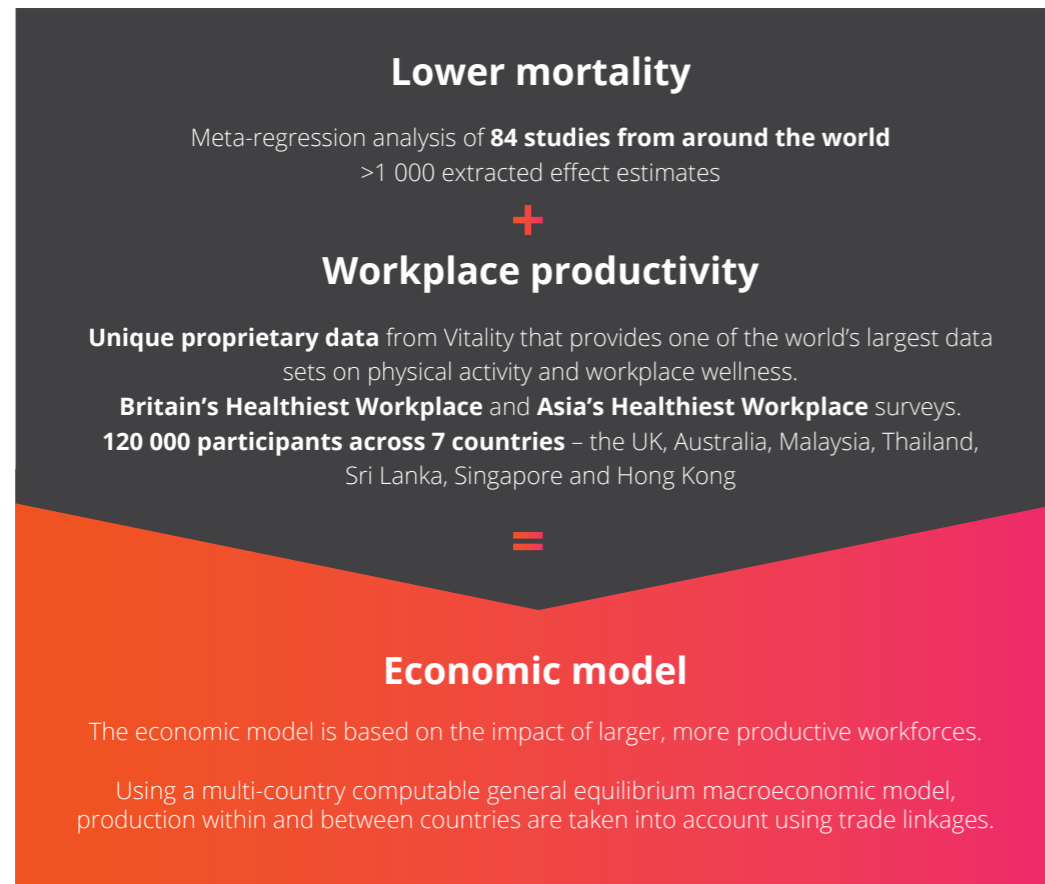 Lower mortality
Meta-regression analysis of 84 studies from around the world
>1 000 extracted effect estimates
+
Workplace productivity
Unique proprietary data from Vitality that provides one of the world’s largest data
sets on physical activity and workplace wellness.
Britain’s Healthiest Workplace and Asia’s Healthiest Workplace surveys.
120 000 participants across 7 countries – the UK, Australia, Malaysia, Thailand,
Sri Lanka, Singapore and Hong Kong
=
Economic model
The economic model is based on the impact of larger, more productive workforces.
Using a multi-country computable general equilibrium macroeconomic model,
production within and between countries are taken into account using trade linkages.